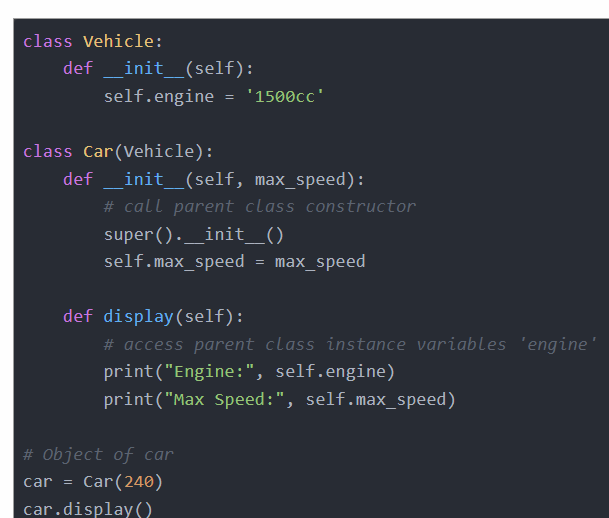 class Vehicle:
    def __init__(self):
        self.engine = '1500cc'

class Car(Vehicle):
    def __init__(self, max_speed):
        # call parent class constructor
        super().__init__()
        self.max_speed = max_speed

    def display(self):
        # access parent class instance variables 'engine'
        print("Engine:", self.engine)
        print("Max Speed:", self.max_speed)

# Object of car
car = Car(240)
car.display()